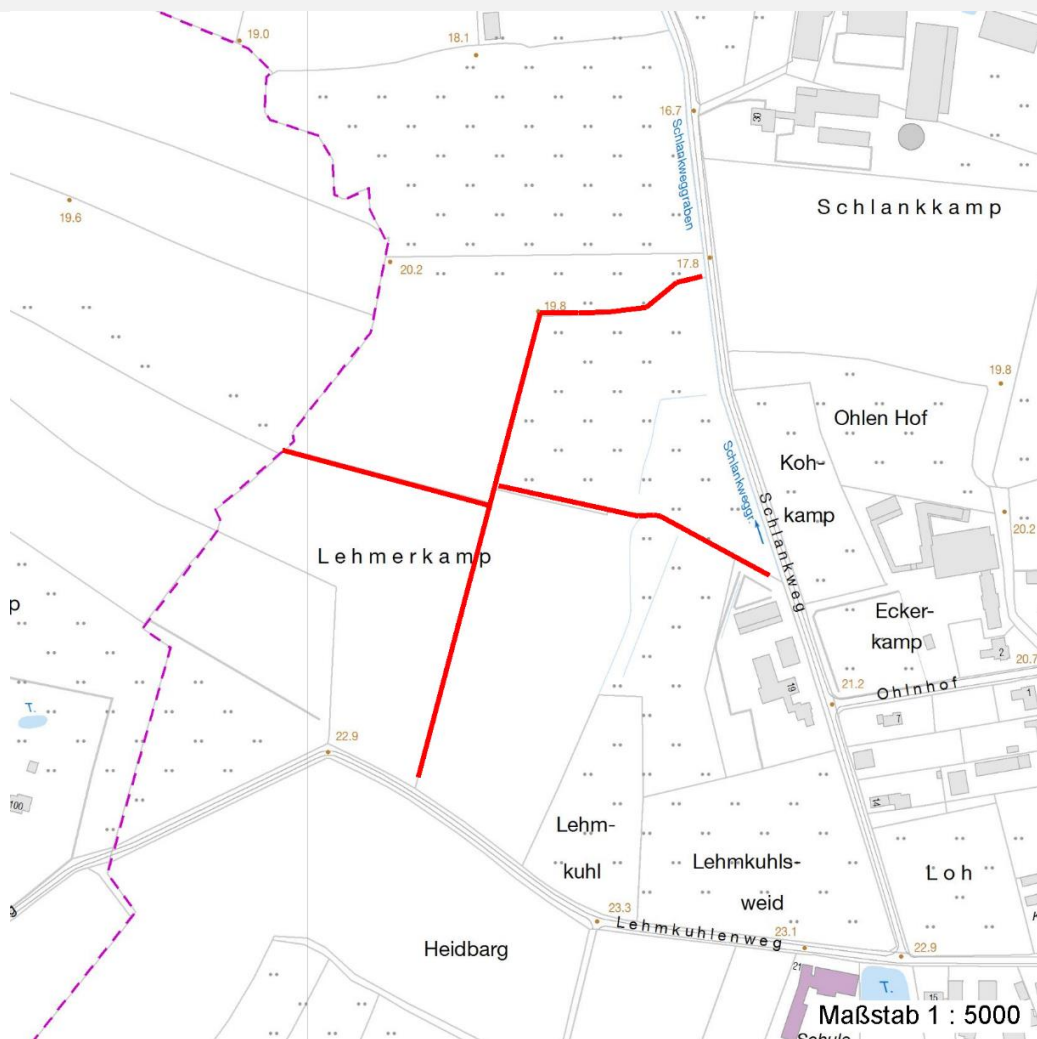 19.0
18.1
16.7
30
Schlankweggraben
19.6
Schlankkamp
20.2
17.8
19.8
19.8
Ohlen Hof
Koh-
kamp
Schlankweggr.
Schlankweg
20.2
Lehmerkamp
p
Ecker-
kamp
2
20.7
21.2
Ohlnhof
19
1
7
T.
22.9
100
14
Lehm-
kuhl
Lehmkuhls-
weid
Loh
23.3
Lehmkuhlenweg
23.1
22.9
Heidbarg
21
T.
15
Maßstab 1 : 5000
Schule